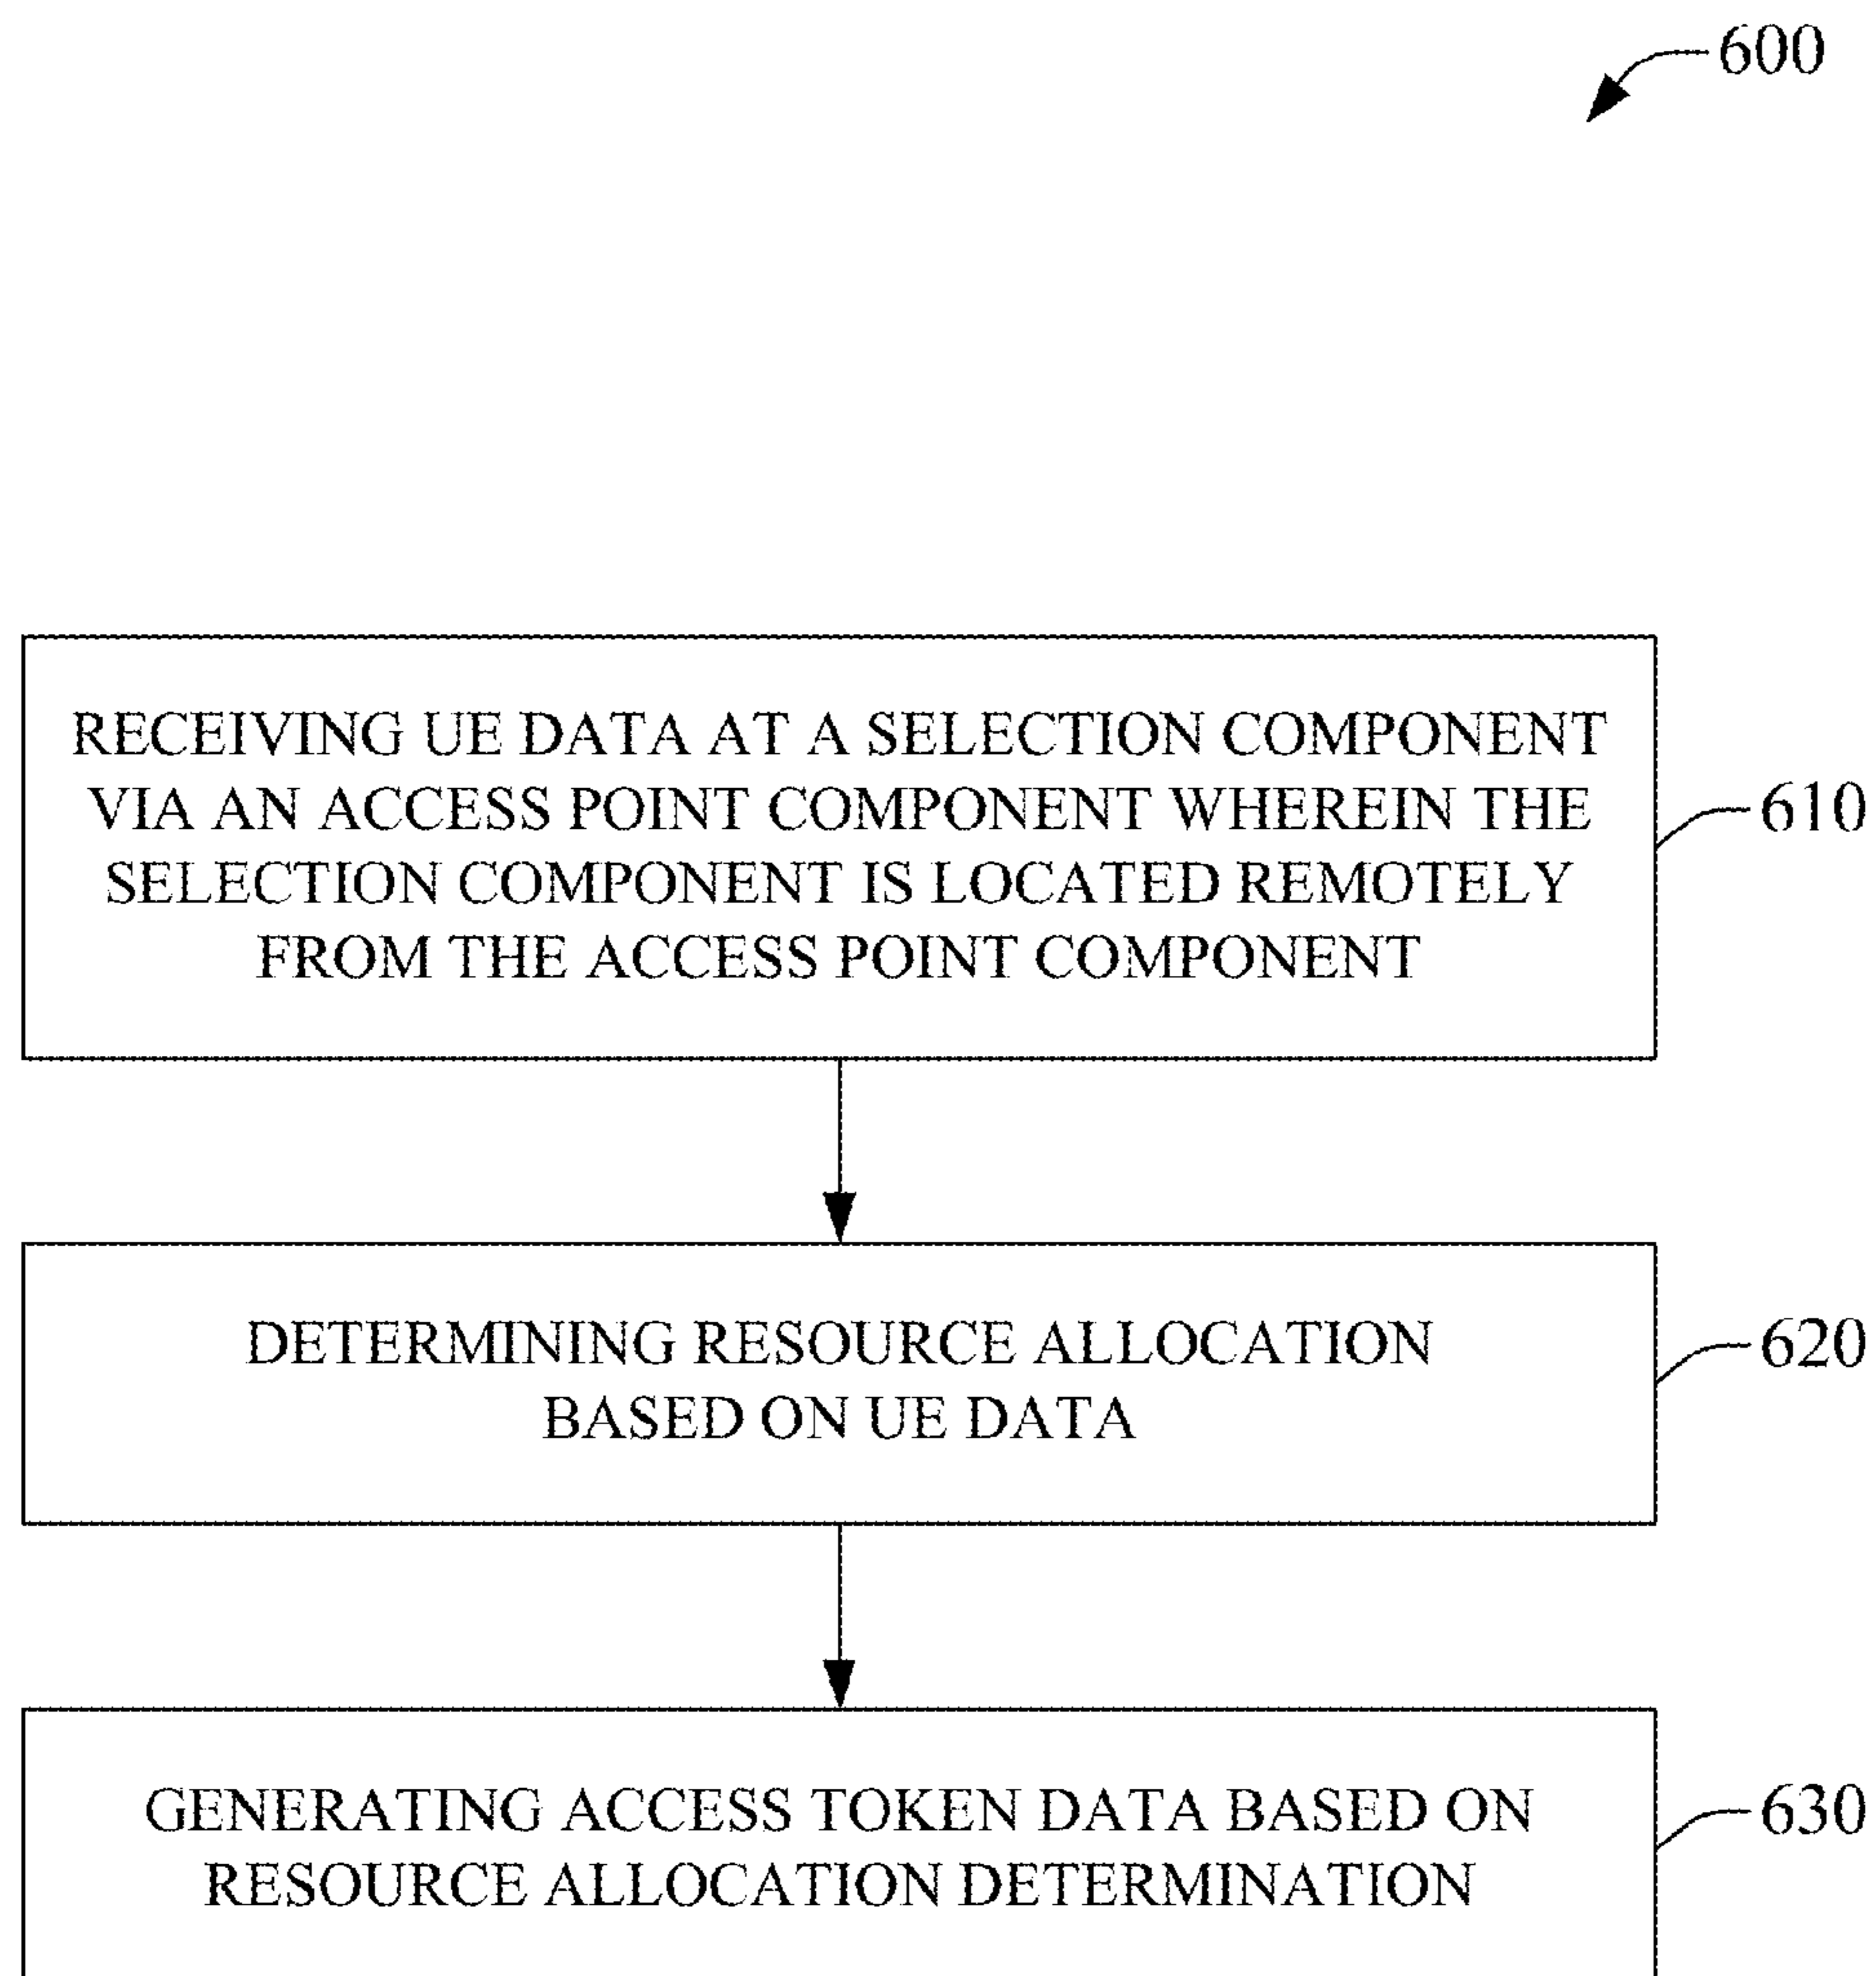 600
RECEIVING UE DATA AT A SELECTION COMPONENT
VIA AN ACCESS POINT COMPONENT WHEREIN THE
SELECTION COMPONENT IS LOCATED REMOTELY
FROM THE ACCESS POINT COMPONENT
610
DETERMINING RESOURCE ALLOCATION
BASED ON UE DATA
620
GENERATING ACCESS TOKEN DATA BASED ON
RESOURCE ALLOCATION DETERMINATION
630